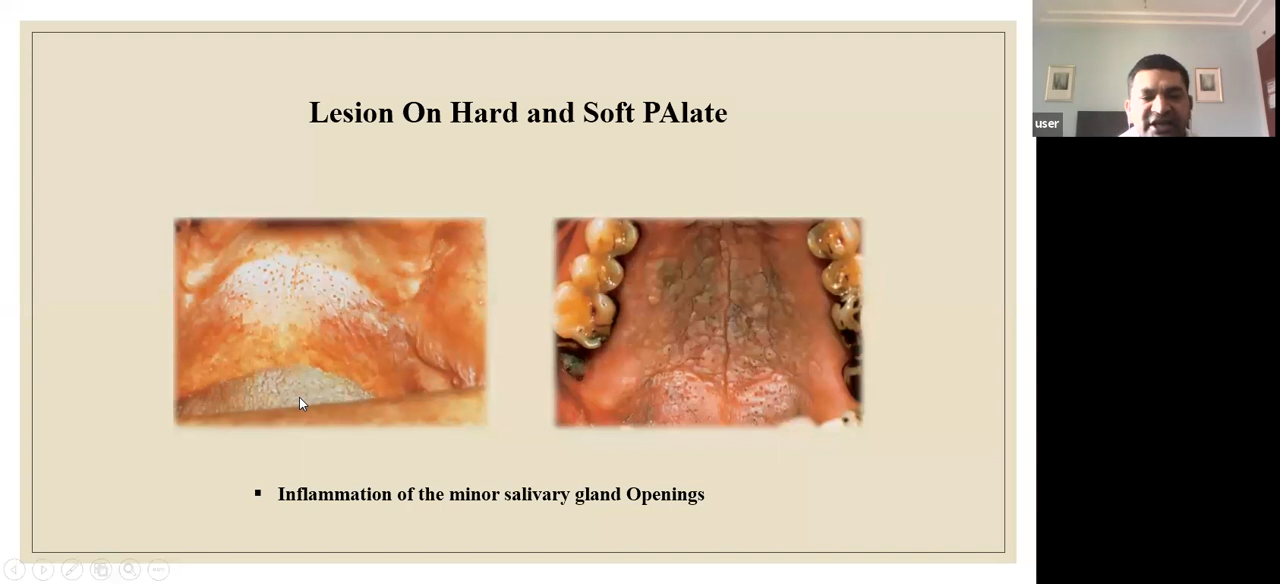 Lesion On Hard and Soft PAlate
user
Inflammation of the minor salivary gland Openings